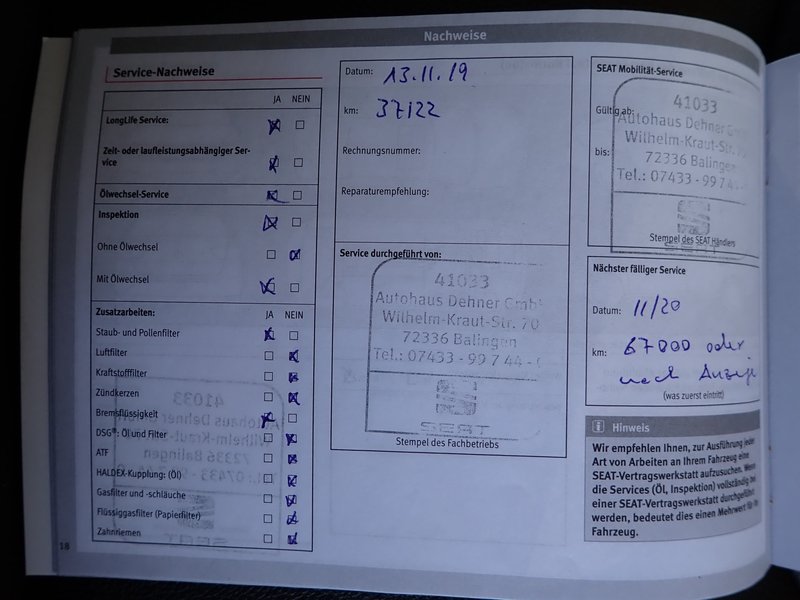 Nachweise
Service-Nachweise
JA NEIN
LongLife Service:
Zeit- oder laufleistungsabhängiger Ser-
vice
Ölwechsel-Service
Inspektion
Ohne Ölwechsel
Mit Ölwechsel
Zusatzarbeiten: JA NEIN
Staub- und Pollenfilter
Luftfilter
Kraftstofffilter
Zündkerzen
Bremsflüssigkeit
DSG®: Öl und Filter
ATF
HALDEX-Kupplung: (Öl)
Gasfilter und -schläuche
Flüssiggasfilter (Papierfilter)
Zahnriemen
18
Datum: 13.11.19
km: 37122
Rechnungsnummer:
Reparaturempfehlung:
Service durchgeführt von:
41033
Autohaus Dehner GmbH
Wilhelm-Kraut-Str. 70
72336 Balingen
Tel.: 07433 - 99 7 44 -
SEAT
Stempel des Fachbetriebs
SEAT Mobilität-Service
Gültig ab:
bis:
41033
Autohaus Dehner GmbH
Wilhelm-Kraut-Str. 7
72336 Balingen
Tel.: 07433 - 99 7 4
Stempel des SEAT Händlers
Nächster fälliger Service
Datum: 11/20
km: 67000 oder
nach Anzeige
(was zuerst eintritt)
Hinweis
Wir empfehlen Ihnen, zur Ausführung jeder
Art von Arbeiten an Ihrem Fahrzeug eine
SEAT-Vertragswerkstatt aufzusuchen. Wenn
die Services (Öl, Inspektion) vollständig bei
einer SEAT-Vertragswerkstatt durchgeführt
werden, bedeutet dies einen Mehrwert für Ihr
Fahrzeug.